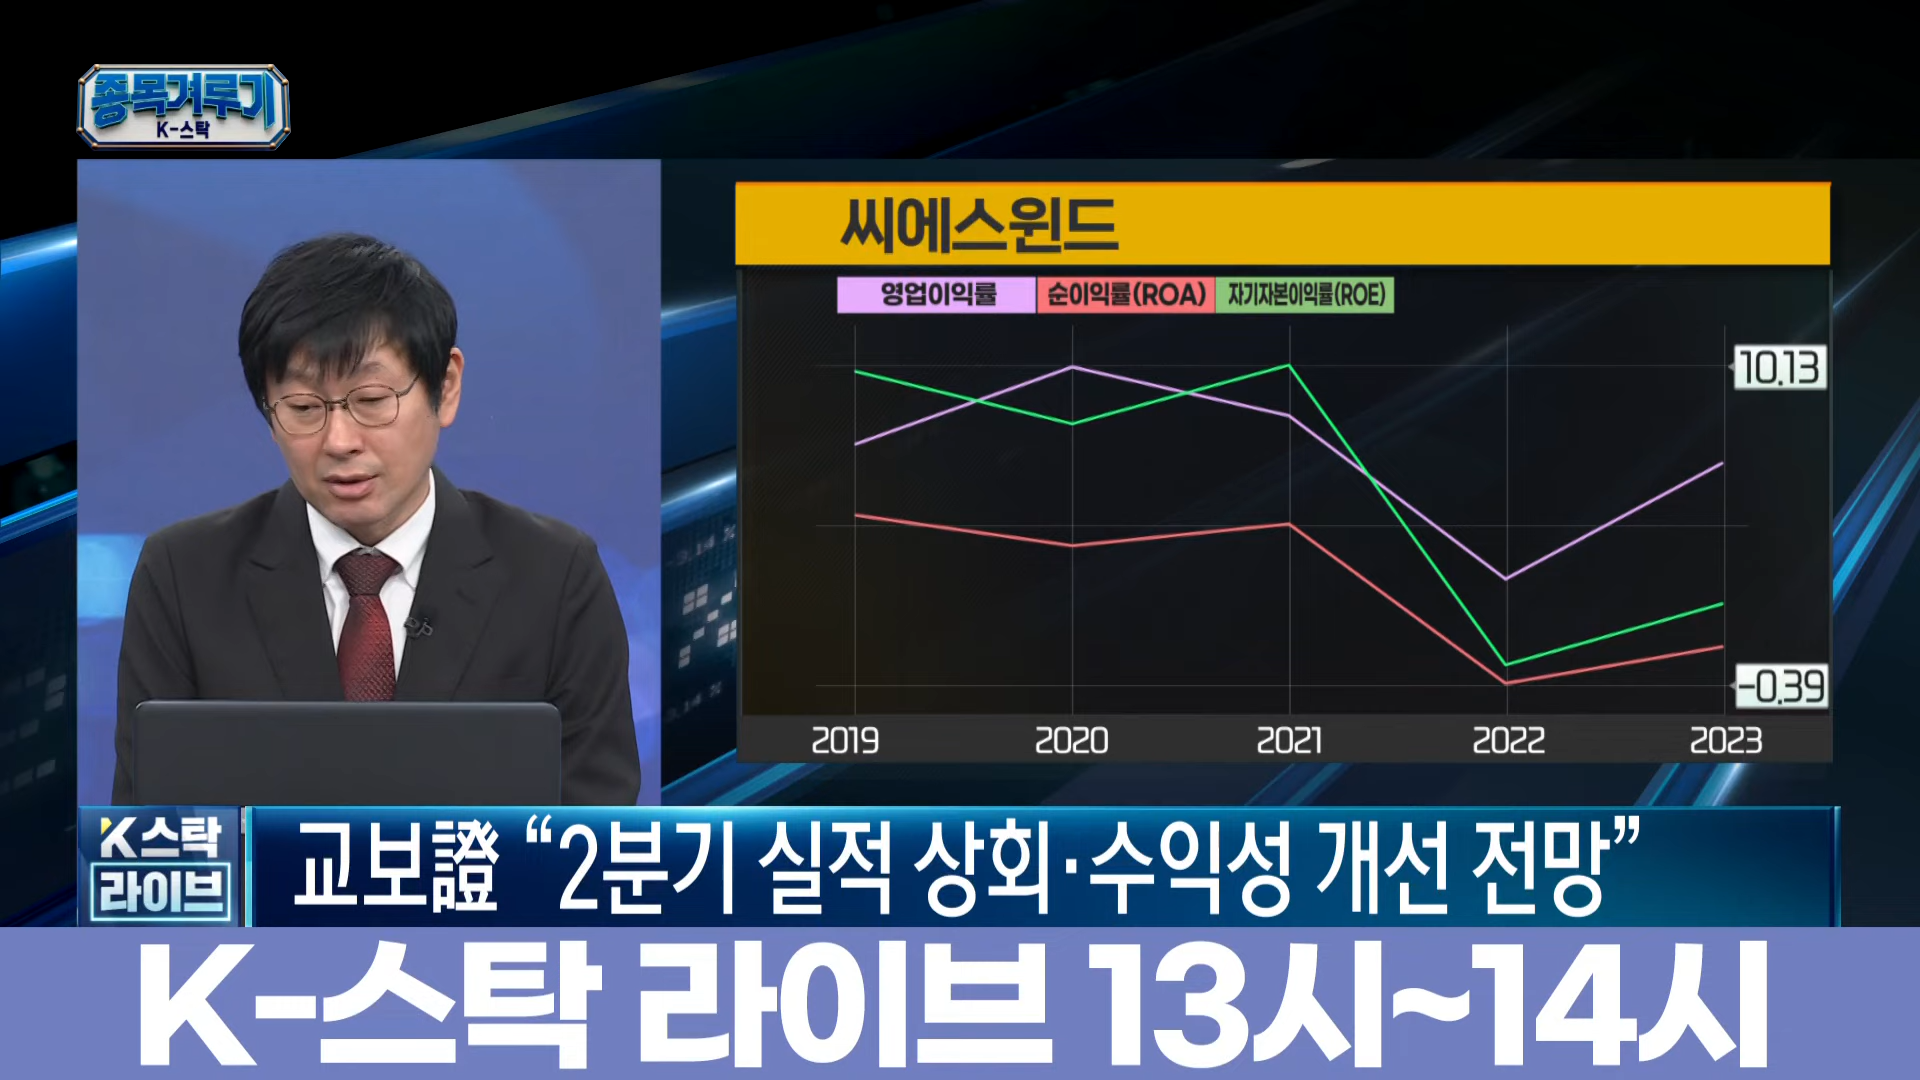 종목겨루기
K-스탁
씨에스윈드
영업이익률 순이익률(ROA) 자기자본이익률(ROE)
10.13
-0.39
2019 2020 2021 2022 2023
K스탁
라이브
교보證 “2분기 실적 상회·수익성 개선 전망”
K-스탁 라이브 13시~14시